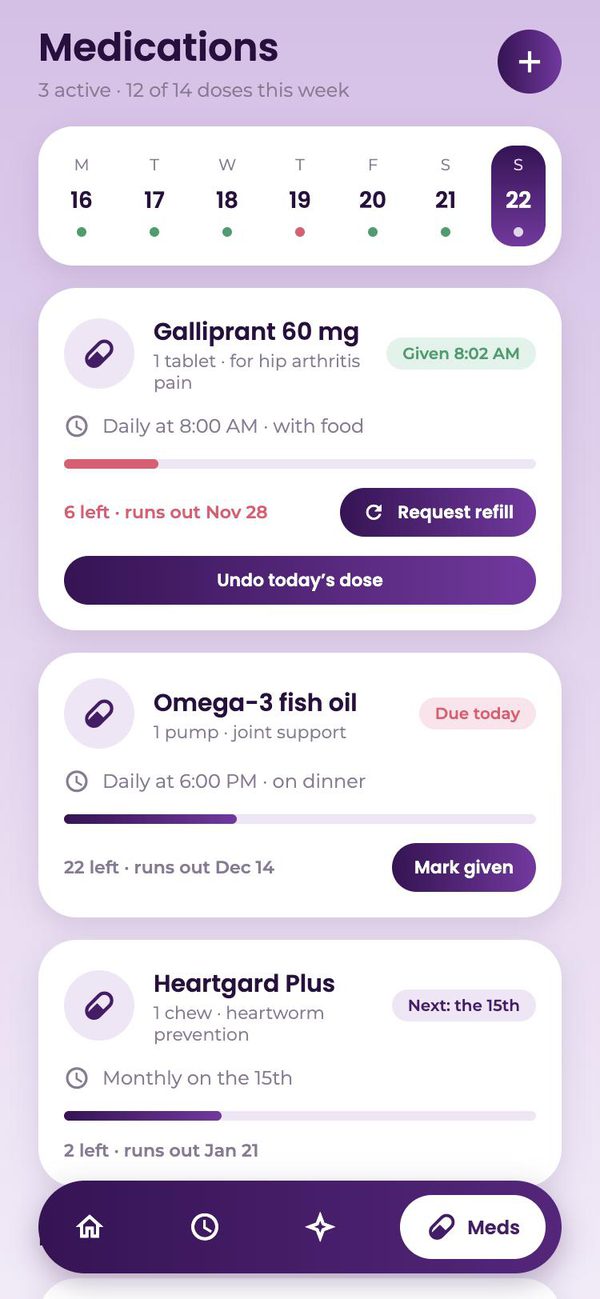 Medications
3 active · 12 of 14 doses this week
M T W T F S S
16 17 18 19 20 21 22
Galliprant 60 mg
1 tablet · for hip arthritis
pain
Given 8:02 AM
Daily at 8:00 AM · with food
6 left · runs out Nov 28
Request refill
Undo today’s dose
Omega-3 fish oil
1 pump · joint support
Due today
Daily at 6:00 PM · on dinner
22 left · runs out Dec 14
Mark given
Heartgard Plus
1 chew · heartworm
prevention
Next: the 15th
Monthly on the 15th
2 left · runs out Jan 21
Meds